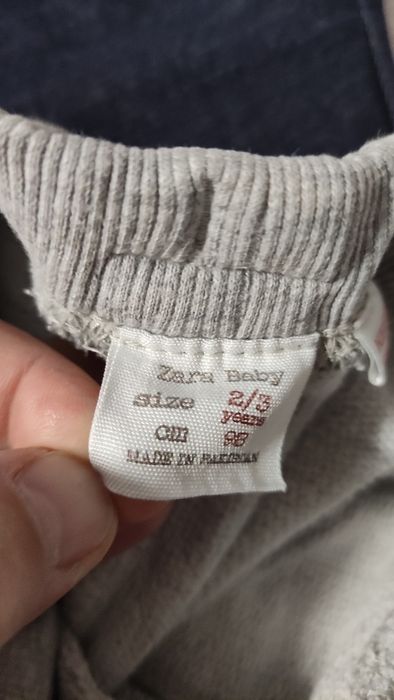 Zara Baby
size 2/3
years
cm 98
MADE IN PAKISTAN